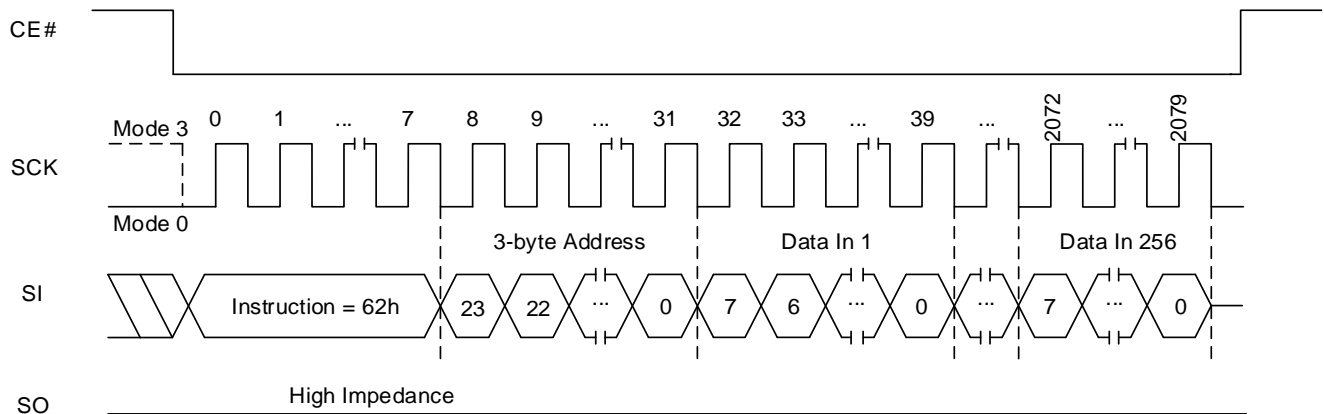 CE#
0 1 ... 7 8 9 ... 31 32 33 ... 39 ... 2072 ... 2079
Mode 3
SCK
Mode 0
3-byte Address Data In 1 Data In 256
SI
Instruction = 62h 23 22 ... 0 7 6 ... 0 ... 7 ... 0
High Impedance
SO